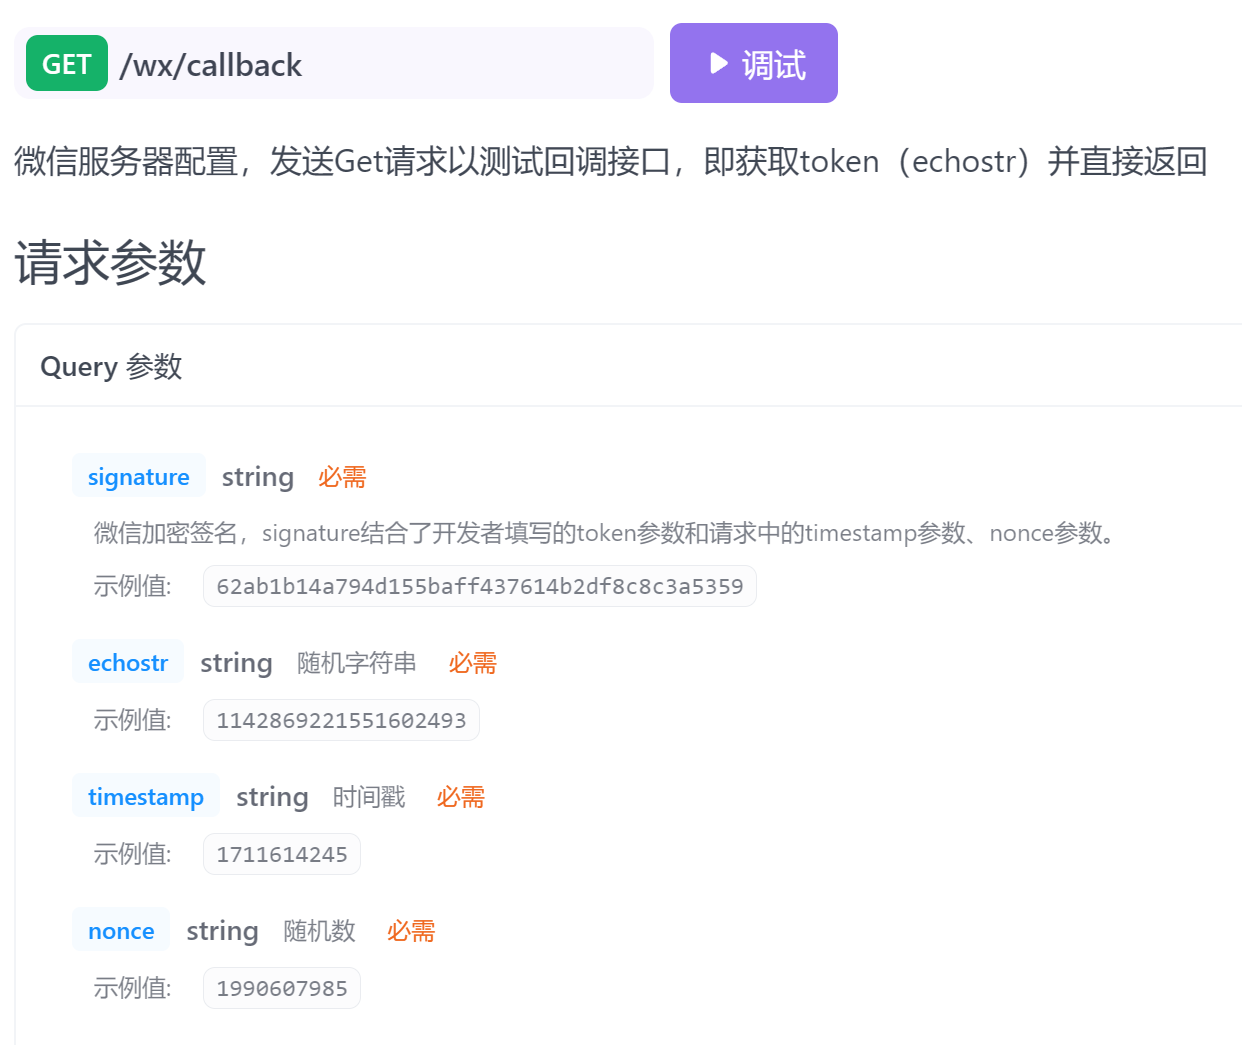 GET /wx/callback 调试
微信服务器配置，发送Get请求以测试回调接口，即获取token（echostr）并直接返回
请求参数
Query 参数
signature string 必需
微信加密签名，signature结合了开发者填写的token参数和请求中的timestamp参数、nonce参数。
示例值: 62ab1b14a794d155baff437614b2df8c8c3a5359
echostr string 随机字符串 必需
示例值: 1142869221551602493
timestamp string 时间戳 必需
示例值: 1711614245
nonce string 随机数 必需
示例值: 1990607985